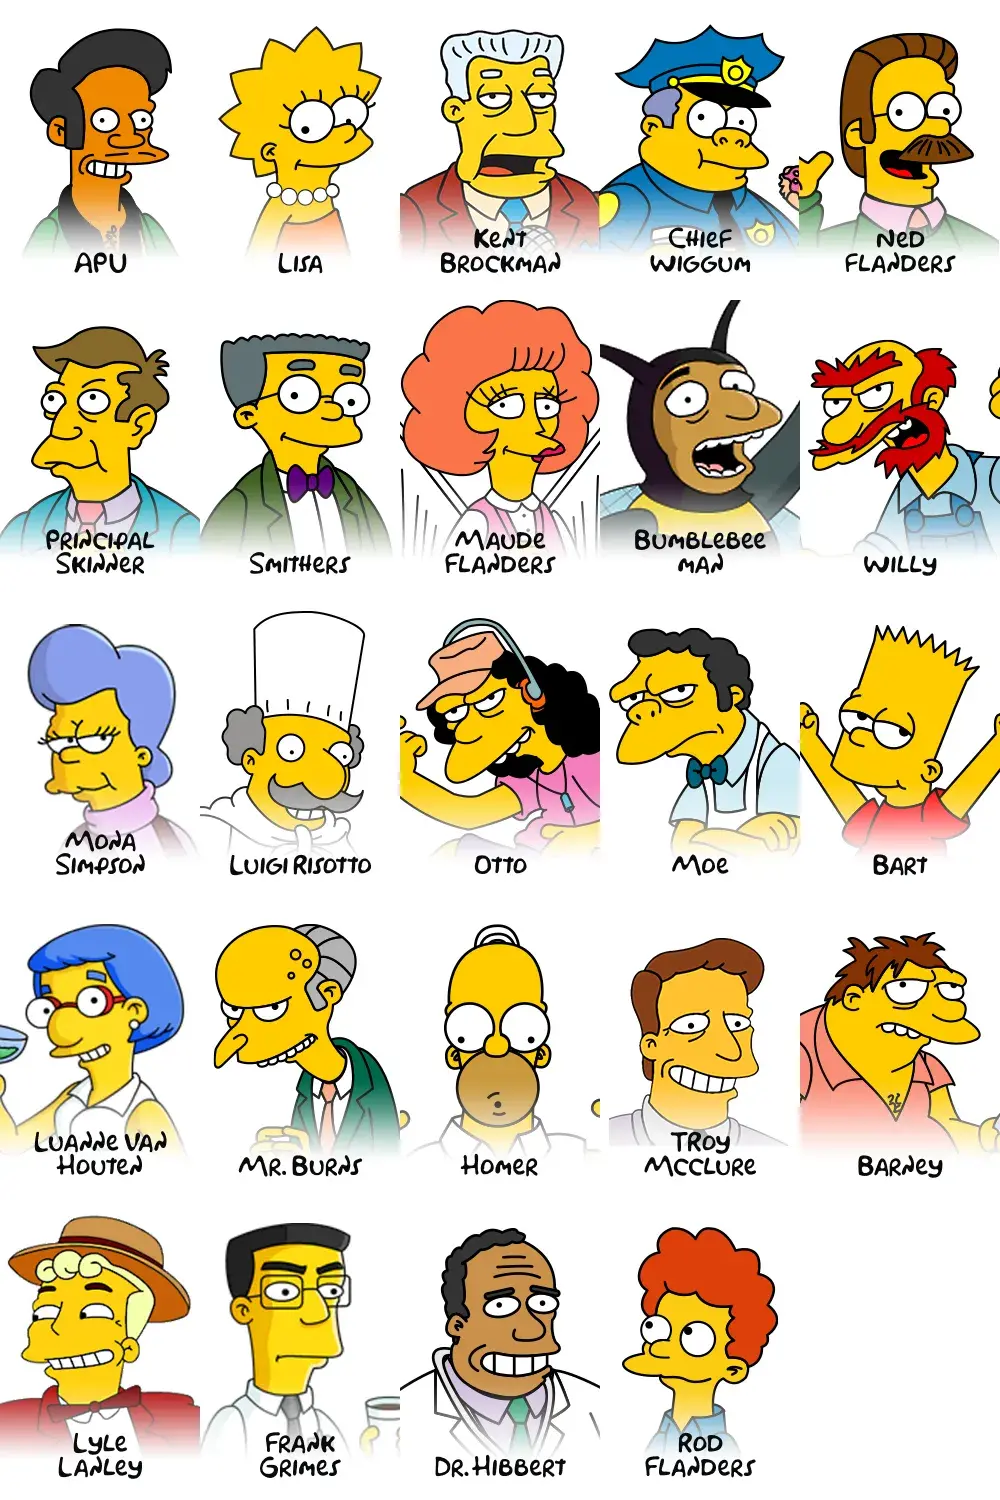 APU
LISA
KENT
BROCKMAN
CHIEF
WIGGUM
NED
FLANDERS
PRINCIPAL
SKINNER
SMITHERS
MAUDE
FLANDERS
BUMBLEBEE
MAN
WILLY
MONA
SIMPSON
LUIGI RISOTTO
OTTO
MOE
BART
LUANNE VAN
HOUTEN
MR. BURNS
HOMER
TROY
MCCLURE
BARNEY
LYLE
LANLEY
FRANK
GRIMES
DR. HIBBERT
ROD
FLANDERS